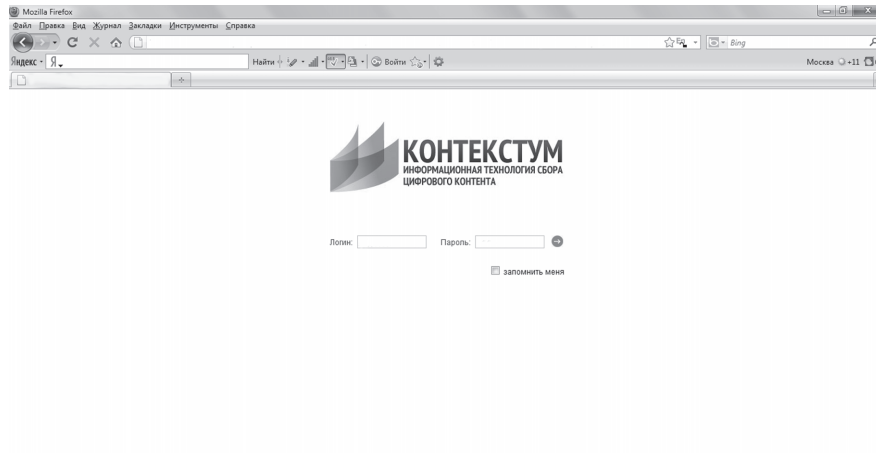 Mozilla Firefox
Файл Правка Вид Журнал Закладки Инструменты Справка
Bing
Яндекс Я Найти Войти Москва +11
КОНТЕКСТУМ
ИНФОРМАЦИОННАЯ ТЕХНОЛОГИЯ СБОРА
ЦИФРОВОГО КОНТЕНТА
Логин: Пароль:
запомнить меня